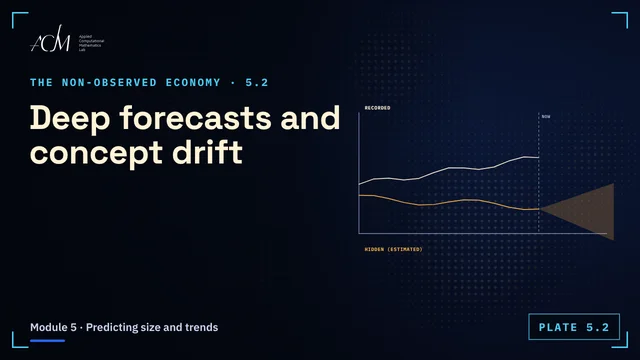 ACM
Applied
Computational
Mathematics
Lab
THE NON-OBSERVED ECONOMY · 5.2
Deep forecasts and
concept drift
RECORDED
NOW
HIDDEN (ESTIMATED)
Module 5 · Predicting size and trends
PLATE 5.2